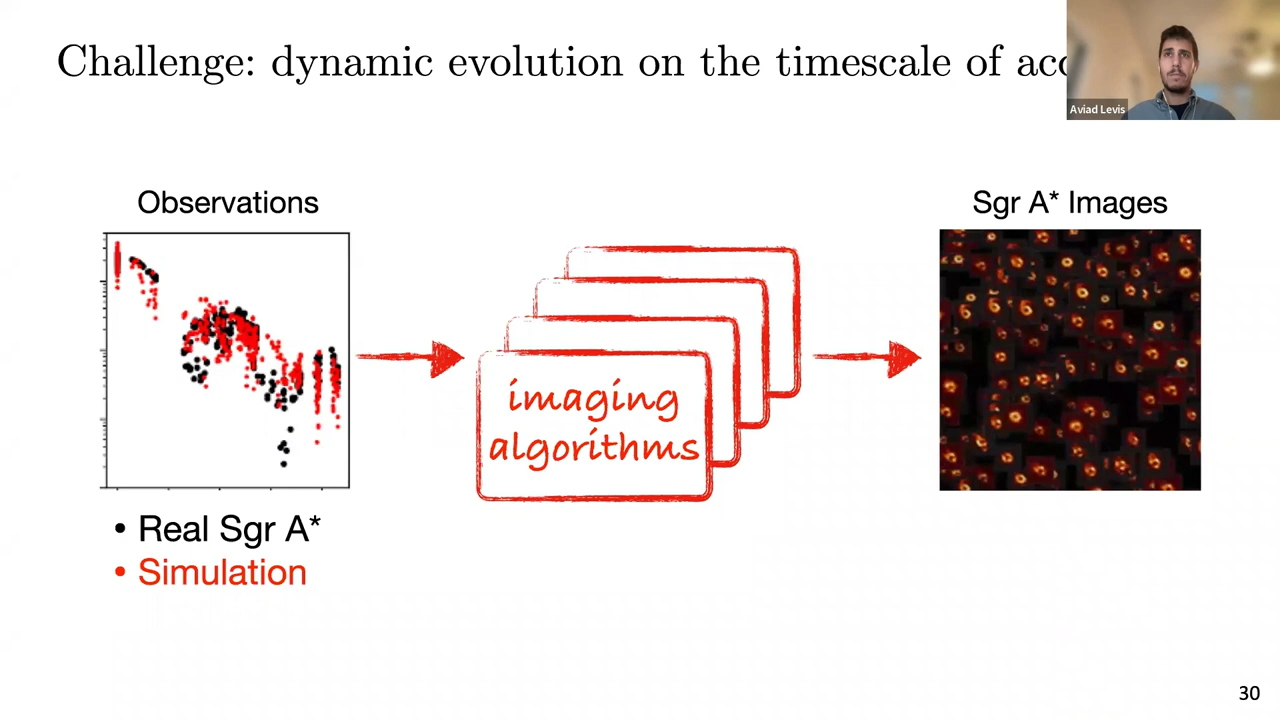 Challenge: dynamic evolution on the timescale of acc
Aviad Levis
Observations
Sgr A* Images
imaging
algorithms
• Real Sgr A*
• Simulation
30